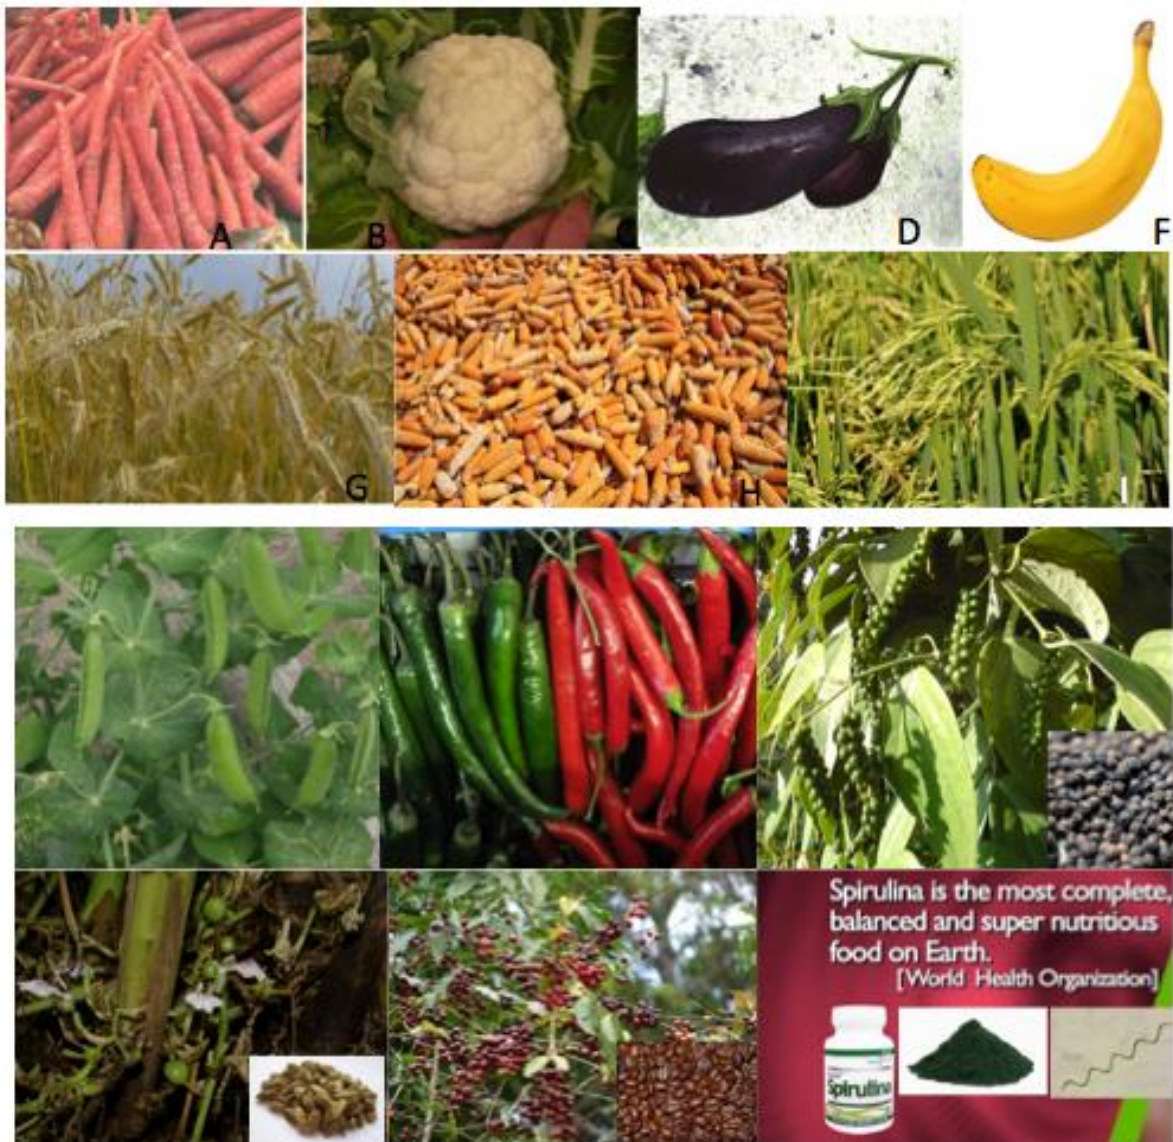 A
B
C
D
F
G
H
I
Spirulina is the most complete,
balanced and super nutritious
food on Earth.
[World Health Organization]
Spirulina